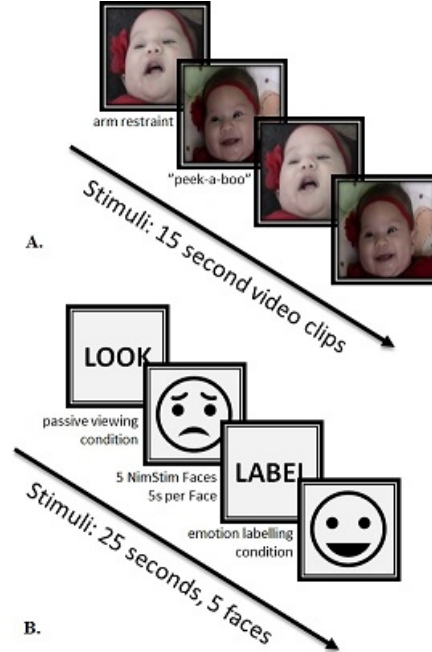 arm restraint
"peek-a-boo"
Stimuli: 15 second video clips
A.
LOOK
passive viewing
condition
5 NimStim Faces
5s per Face
LABEL
emotion labelling
condition
Stimuli: 25 seconds, 5 faces
B.